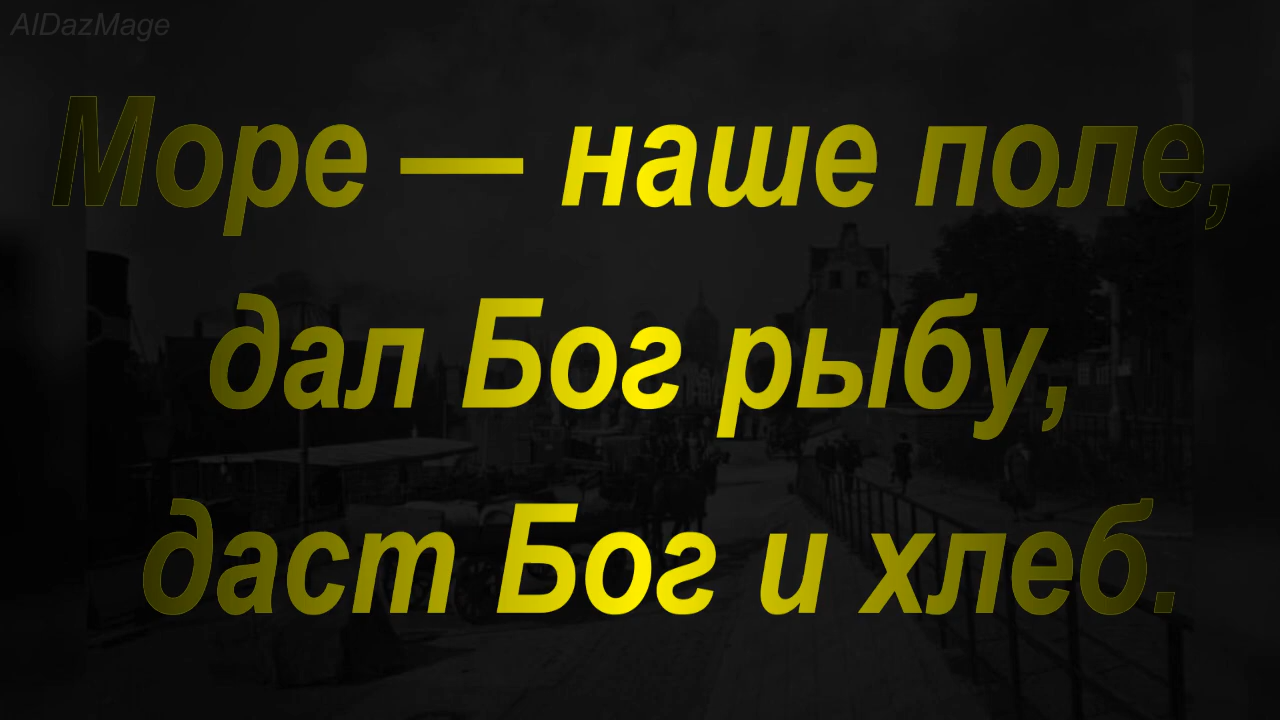 AIDazMage
Море — наше поле,
дал Бог рыбу,
даст Бог и хлеб.